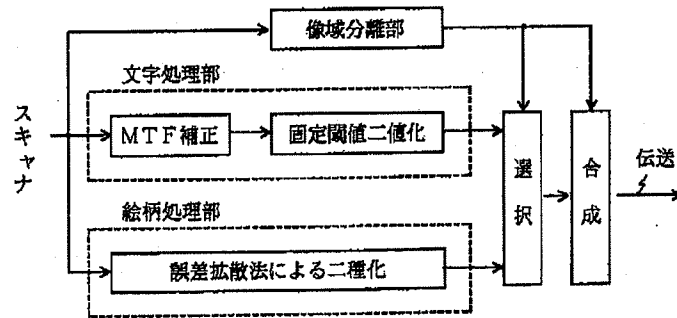 像域分離部
文字処理部
スキャナ
MTF補正
固定閾値二値化
選択
合成
伝送
絵柄処理部
誤差拡散法による二種化